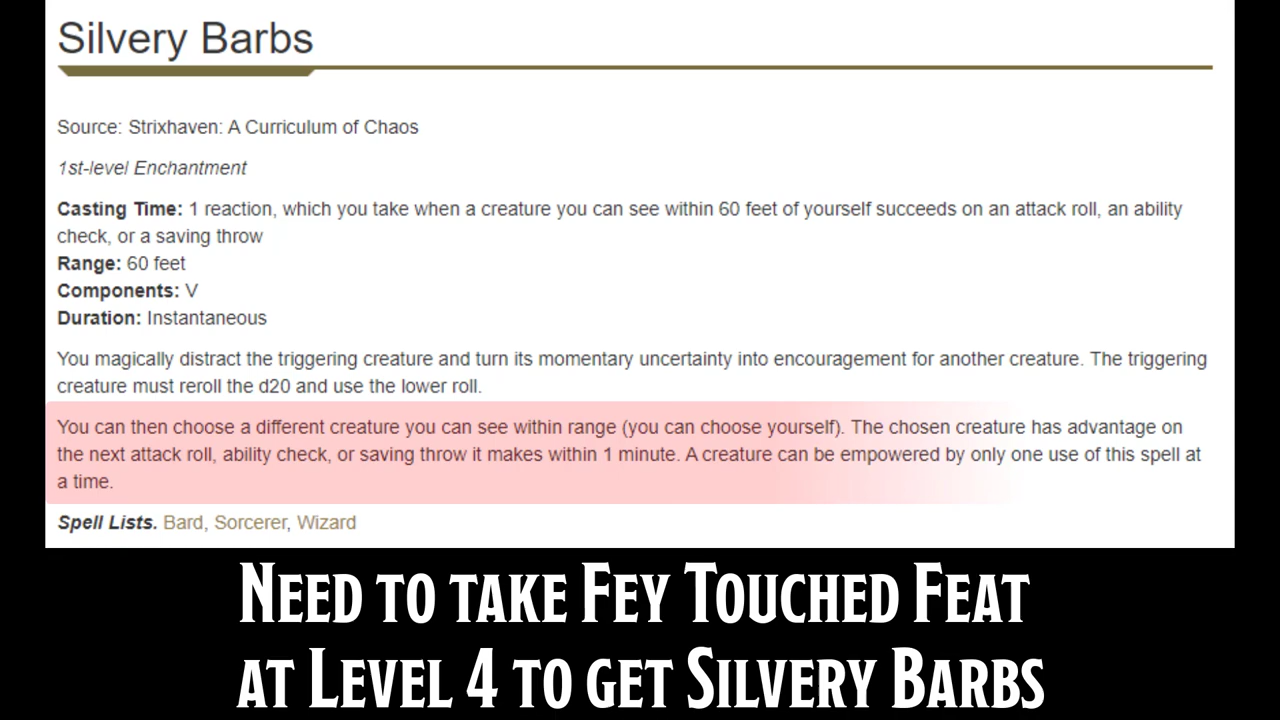 Silvery Barbs
Source: Strixhaven: A Curriculum of Chaos
1st-level Enchantment
Casting Time: 1 reaction, which you take when a creature you can see within 60 feet of yourself succeeds on an attack roll, an ability
check, or a saving throw
Range: 60 feet
Components: V
Duration: Instantaneous
You magically distract the triggering creature and turn its momentary uncertainty into encouragement for another creature. The triggering
creature must reroll the d20 and use the lower roll.
You can then choose a different creature you can see within range (you can choose yourself). The chosen creature has advantage on
the next attack roll, ability check, or saving throw it makes within 1 minute. A creature can be empowered by only one use of this spell at
a time.
Spell Lists. Bard, Sorcerer, Wizard
Need to take Fey Touched Feat
at Level 4 to get Silvery Barbs